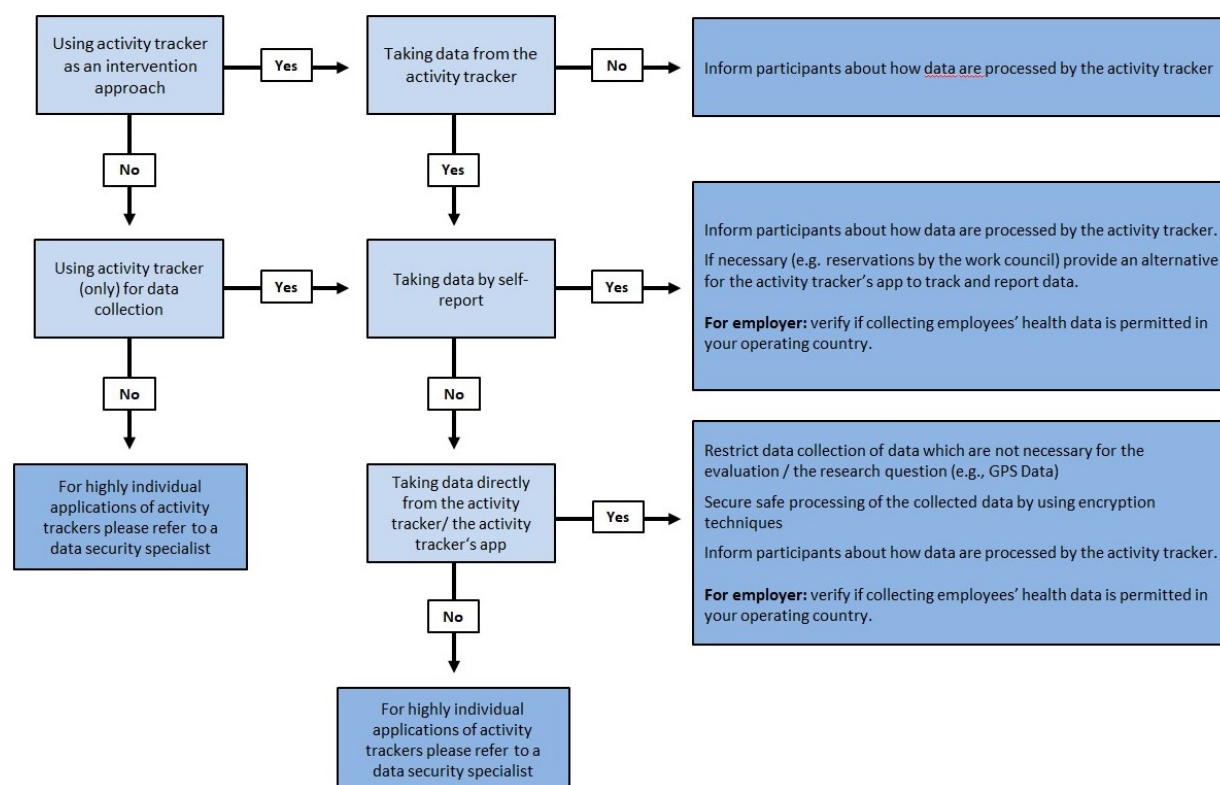 Using activity tracker
as an intervention
approach
Yes
Taking data from the
activity tracker
No
Inform participants about how data are processed by the activity tracker
No
Yes
Using activity tracker
(only) for data
collection
Yes
Taking data by self-
report
Yes
Inform participants about how data are processed by the activity tracker.
If necessary (e.g. reservations by the work council) provide an alternative
for the activity tracker’s app to track and report data.
For employer: verify if collecting employees’ health data is permitted in
your operating country.
No
No
For highly individual
applications of activity
trackers please refer to a
data security specialist
Taking data directly
from the activity
tracker/ the activity
tracker‘s app
Yes
Restrict data collection of data which are not necessary for the
evaluation / the research question (e.g., GPS Data)
Secure safe processing of the collected data by using encryption
techniques
Inform participants about how data are processed by the activity tracker.
For employer: verify if collecting employees’ health data is permitted in
your operating country.
No
For highly individual
applications of activity
trackers please refer to a
data security specialist